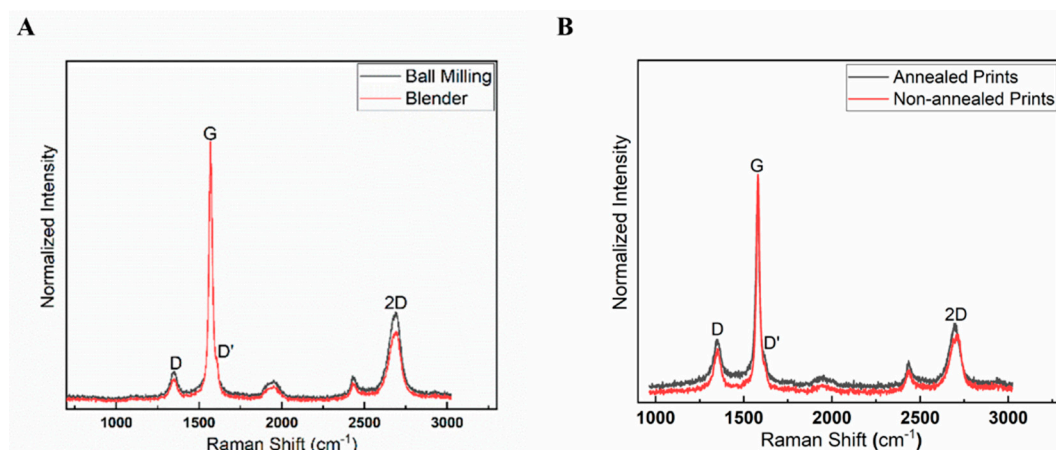 A
Ball Milling
Blender
G
D
D'
2D
Normalized Intensity
1000 1500 2000 2500 3000
Raman Shift (cm⁻¹)
B
Annealed Prints
Non-annealed Prints
G
D
D'
2D
Normalized Intensity
1000 1500 2000 2500 3000
Raman Shift (cm⁻¹)